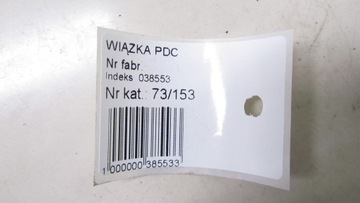 WIĄZKA PDC
Nr fabr
Indeks 038553
Nr kat.: 73/153
1 000000 385533